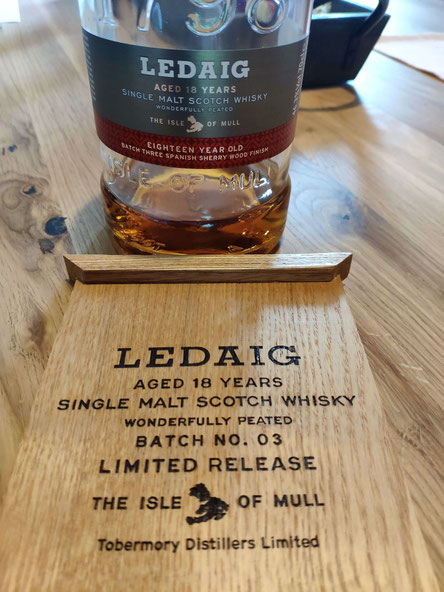 1798
LEDAIG
AGED 18 YEARS
SINGLE MALT SCOTCH WHISKY
WONDERFULLY PEATED
THE ISLE OF MULL
EIGHTEEN YEAR OLD
BATCH THREE SPANISH SHERRY WOOD FINISH
ISLE OF MULL
LEDAIG
AGED 18 YEARS
SINGLE MALT SCOTCH WHISKY
WONDERFULLY PEATED
BATCH NO. 03
LIMITED RELEASE
THE ISLE OF MULL
Tobermory Distillers Limited